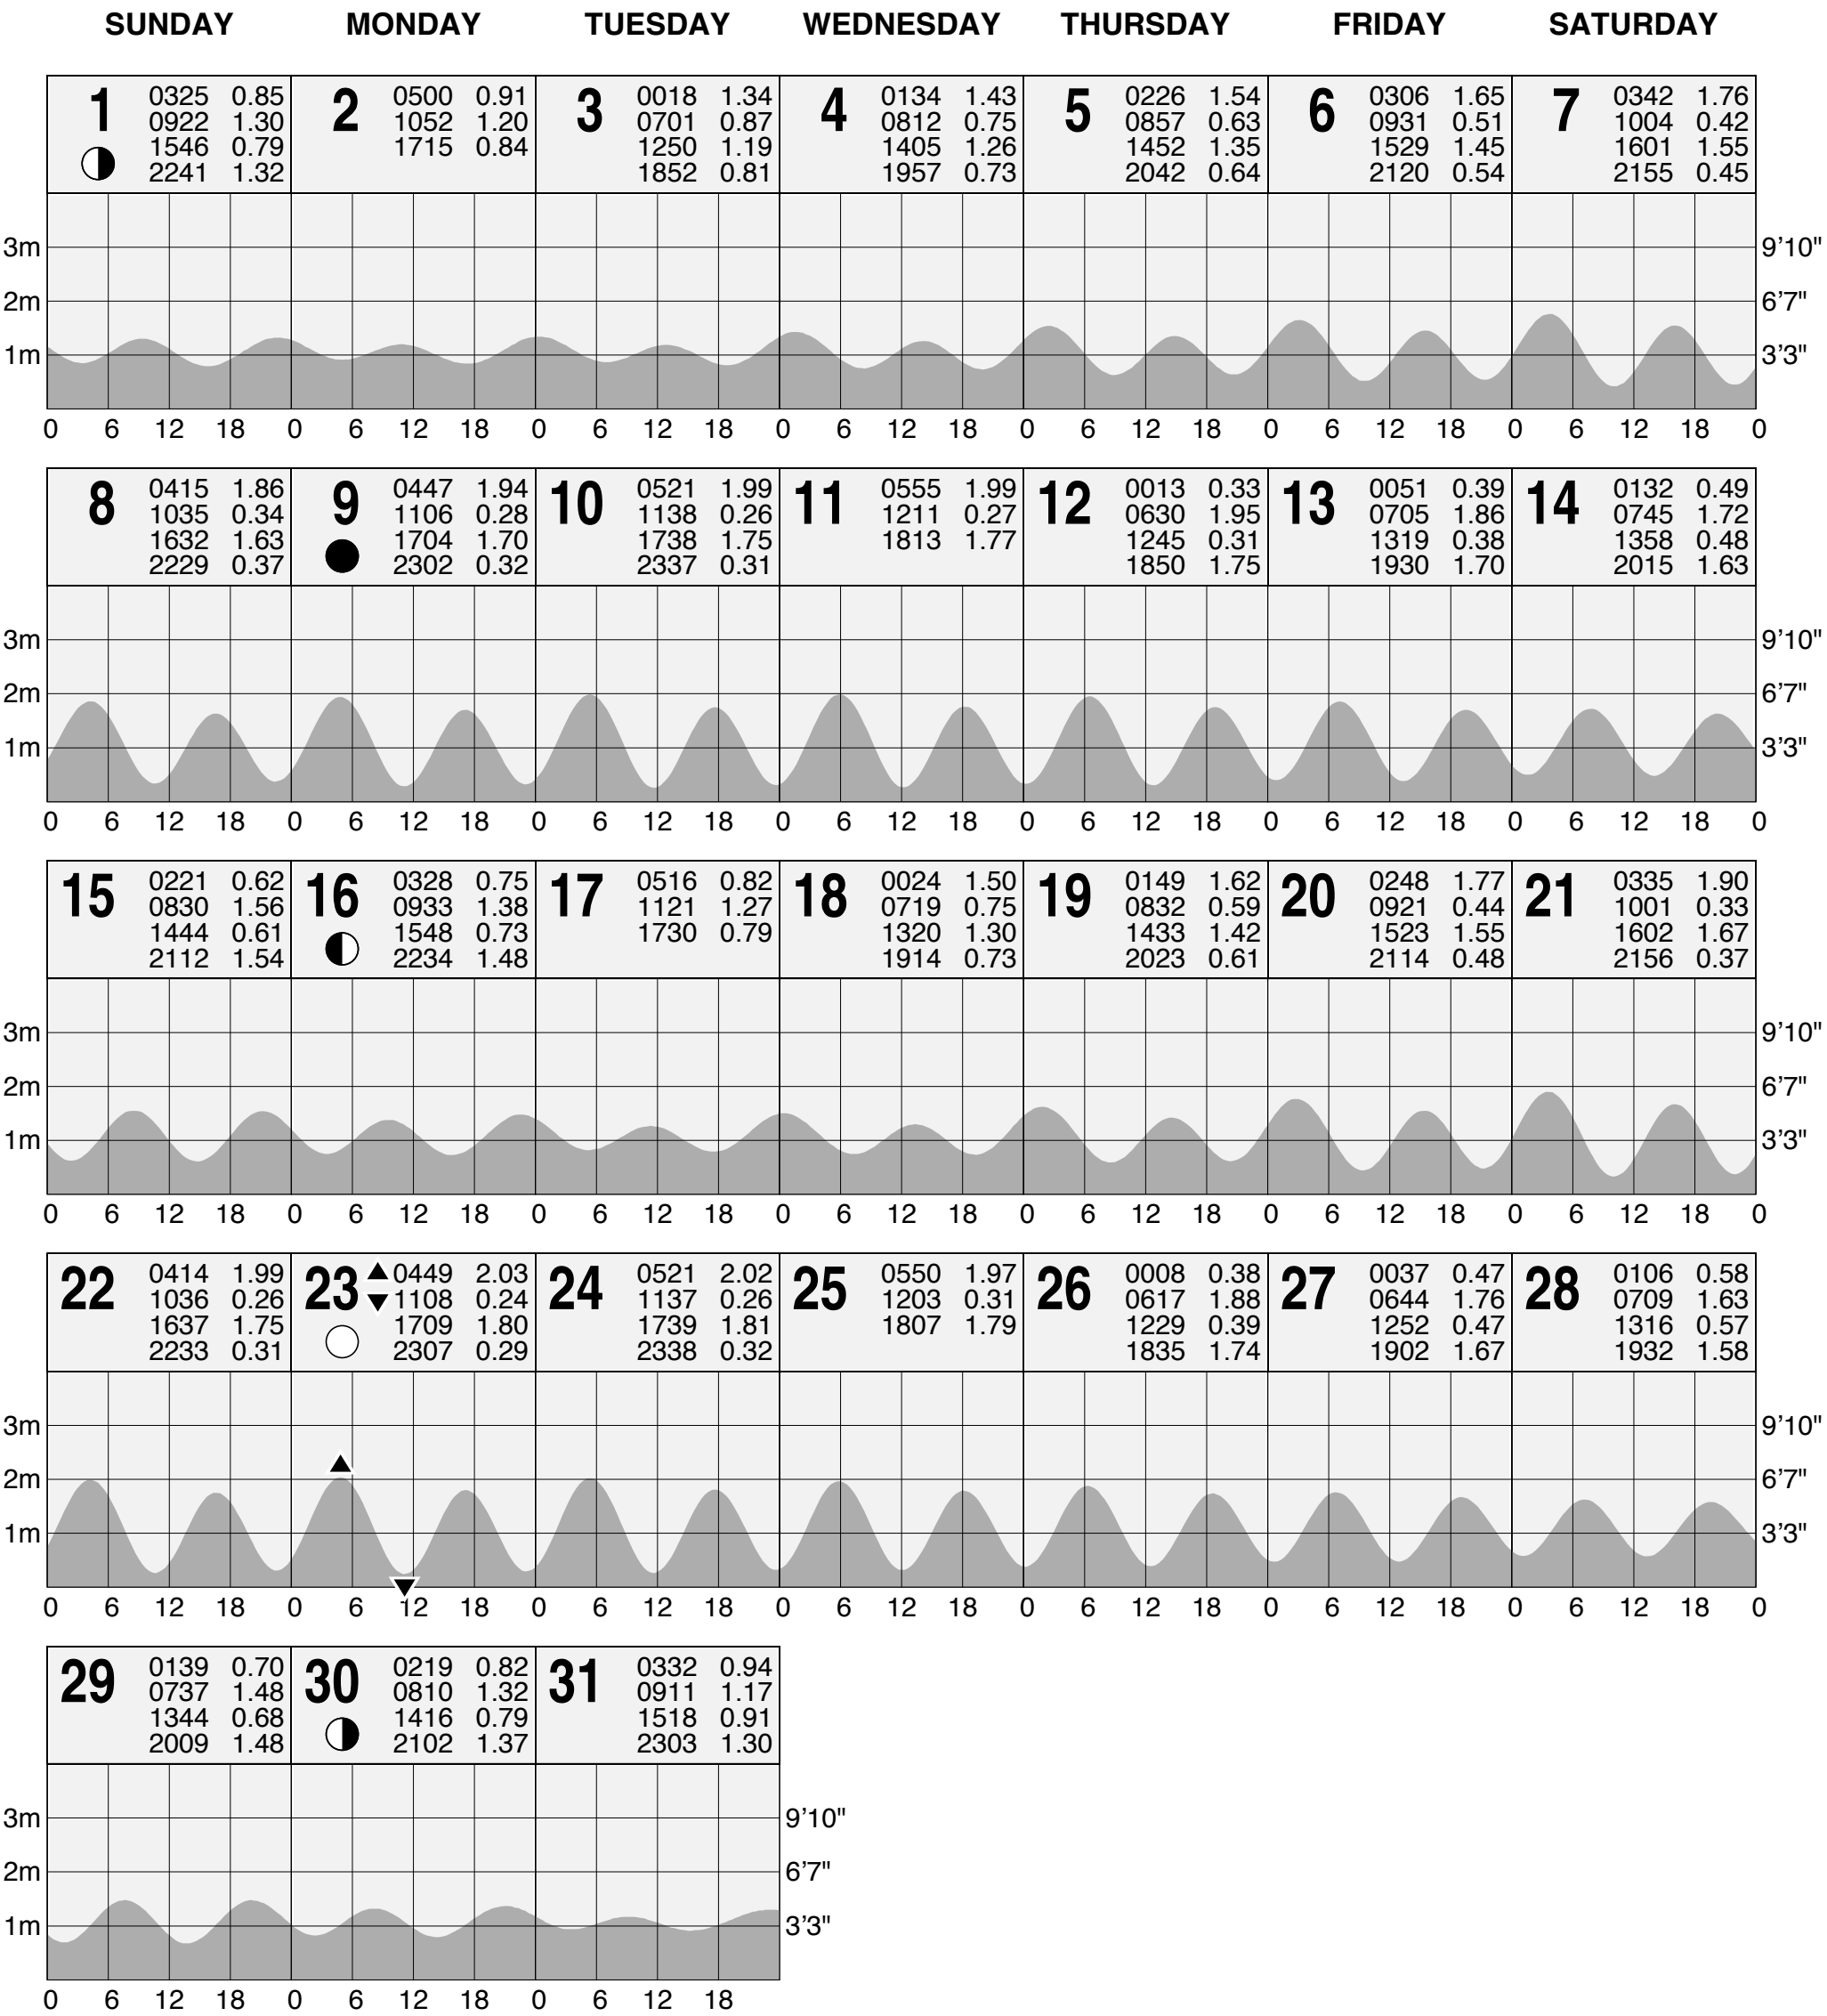 SUNDAY MONDAY TUESDAY WEDNESDAY THURSDAY FRIDAY SATURDAY
1 0325 0.85
0922 1.30
1546 0.79
2241 1.32
2 0500 0.91
1052 1.20
1715 0.84
3 0018 1.34
0701 0.87
1250 1.19
1852 0.81
4 0134 1.43
0812 0.75
1405 1.26
1957 0.73
5 0226 1.54
0857 0.63
1452 1.35
2042 0.64
6 0306 1.65
0931 0.51
1529 1.45
2120 0.54
7 0342 1.76
1004 0.42
1601 1.55
2155 0.45
3m 9'10"
2m 6'7"
1m 3'3"
0 6 12 18 0 6 12 18 0 6 12 18 0 6 12 18 0 6 12 18 0 6 12 18 0 6 12 18 0
8 0415 1.86
1035 0.34
1632 1.63
2229 0.37
9 0447 1.94
1106 0.28
1704 1.70
2302 0.32
10 0521 1.99
1138 0.26
1738 1.75
2337 0.31
11 0555 1.99
1211 0.27
1813 1.77
12 0013 0.33
0630 1.95
1245 0.31
1850 1.75
13 0051 0.39
0705 1.86
1319 0.38
1930 1.70
14 0132 0.49
0745 1.72
1358 0.48
2015 1.63
3m 9'10"
2m 6'7"
1m 3'3"
0 6 12 18 0 6 12 18 0 6 12 18 0 6 12 18 0 6 12 18 0 6 12 18 0 6 12 18 0
15 0221 0.62
0830 1.56
1444 0.61
2112 1.54
16 0328 0.75
0933 1.38
1548 0.73
2234 1.48
17 0516 0.82
1121 1.27
1730 0.79
18 0024 1.50
0719 0.75
1320 1.30
1914 0.73
19 0149 1.62
0832 0.59
1433 1.42
2023 0.61
20 0248 1.77
0921 0.44
1523 1.55
2114 0.48
21 0335 1.90
1001 0.33
1602 1.67
2156 0.37
3m 9'10"
2m 6'7"
1m 3'3"
0 6 12 18 0 6 12 18 0 6 12 18 0 6 12 18 0 6 12 18 0 6 12 18 0 6 12 18 0
22 0414 1.99
1036 0.26
1637 1.75
2233 0.31
23 ▲ 0449 2.03
▼ 1108 0.24
1709 1.80
2307 0.29
24 0521 2.02
1137 0.26
1739 1.81
2338 0.32
25 0550 1.97
1203 0.31
1807 1.79
26 0008 0.38
0617 1.88
1229 0.39
1835 1.74
27 0037 0.47
0644 1.76
1252 0.47
1902 1.67
28 0106 0.58
0709 1.63
1316 0.57
1932 1.58
3m 9'10"
2m 6'7"
1m 3'3"
0 6 12 18 0 6 12 18 0 6 12 18 0 6 12 18 0 6 12 18 0 6 12 18 0 6 12 18 0
29 0139 0.70
0737 1.48
1344 0.68
2009 1.48
30 0219 0.82
0810 1.32
1416 0.79
2102 1.37
31 0332 0.94
0911 1.17
1518 0.91
2303 1.30
3m 9'10"
2m 6'7"
1m 3'3"
0 6 12 18 0 6 12 18 0 6 12 18